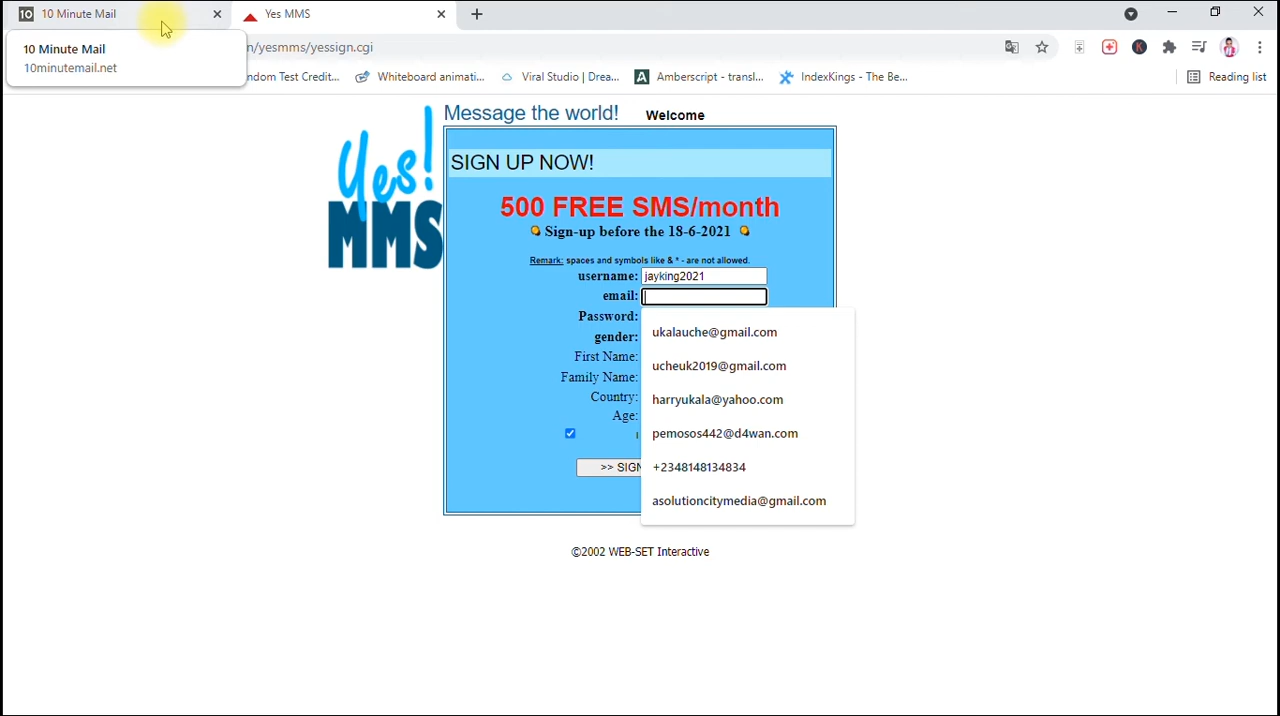 10 Minute Mail
Yes MMS
10 Minute Mail
10minutemail.net
n/yesmms/yessign.cgi
ndom Test Credit...
Whiteboard animati...
Viral Studio | Drea...
Amberscript - transl...
IndexKings - The Be...
Reading list
Yes!
MMS
Message the world!
Welcome
SIGN UP NOW!
500 FREE SMS/month
Sign-up before the 18-6-2021
Remark: spaces and symbols like & * - are not allowed.
username: jayking2021
email:
Password:
gender:
First Name:
Family Name:
Country:
Age:
>> SIGN
ukalauche@gmail.com
ucheuk2019@gmail.com
harryukala@yahoo.com
pemosos442@d4wan.com
+2348148134834
asolutioncitymedia@gmail.com
©2002 WEB-SET Interactive